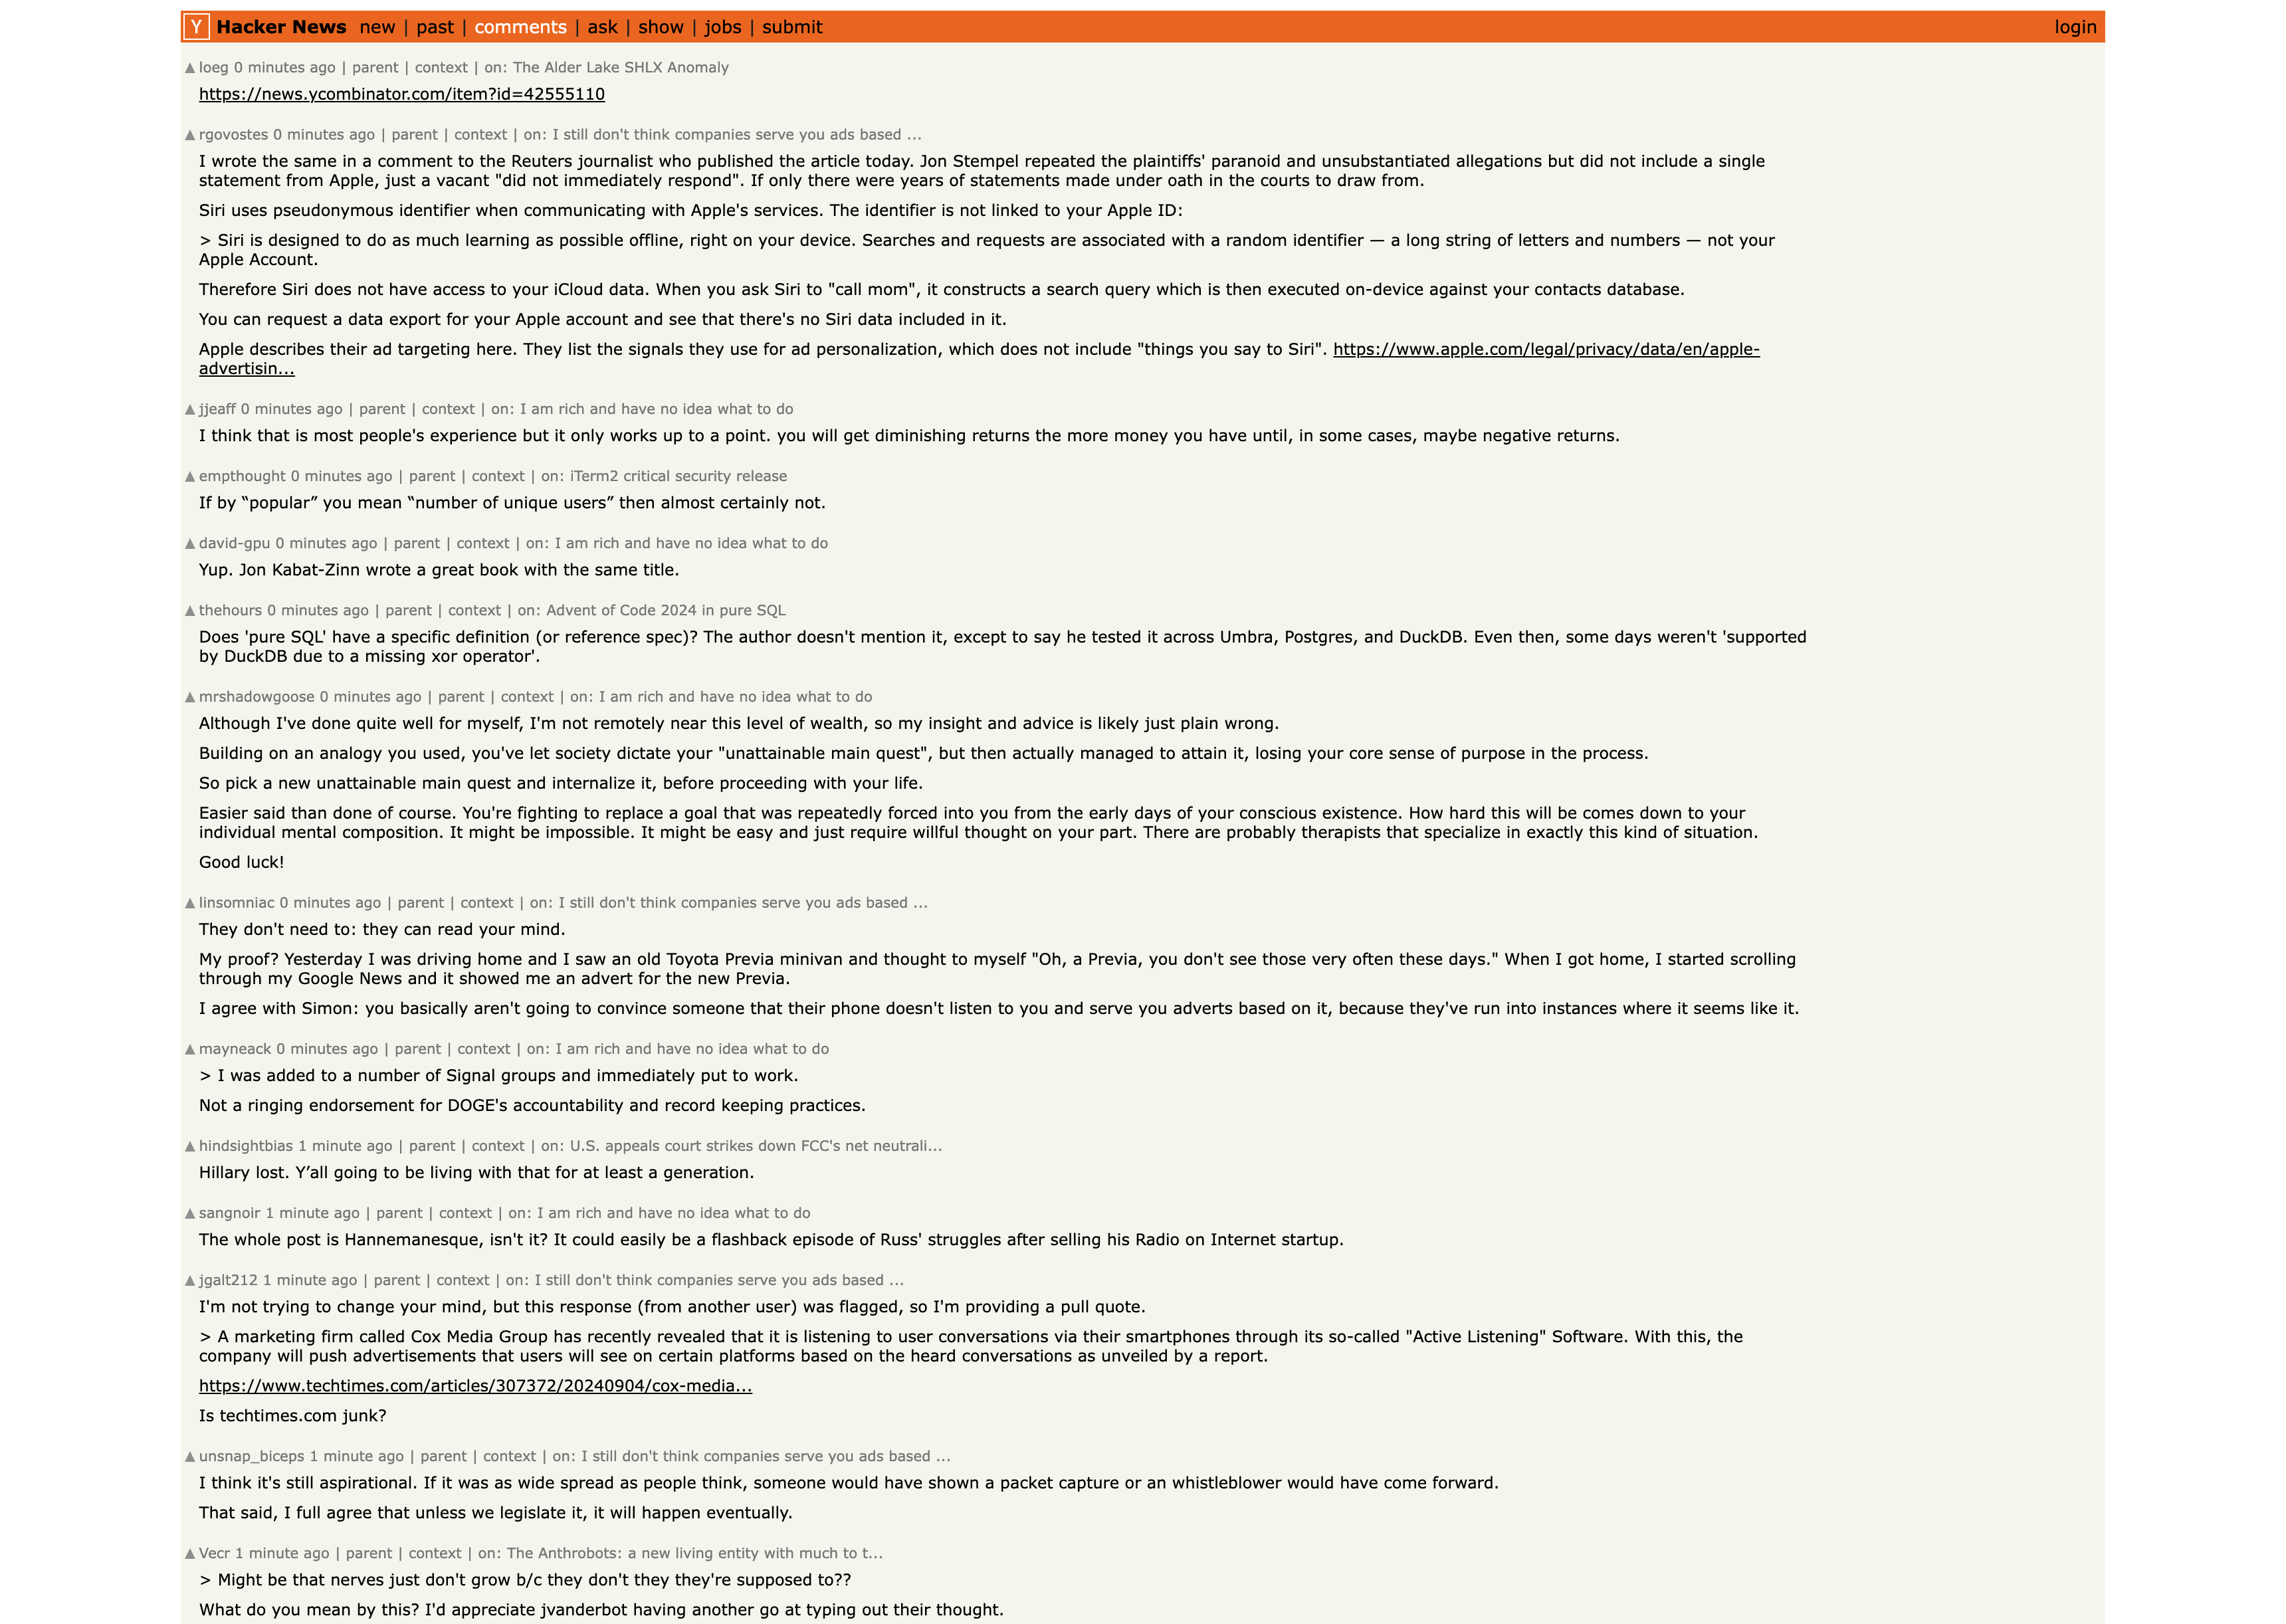 Y Hacker News new | past | comments | ask | show | jobs | submit login
▲ loeg 0 minutes ago | parent | context | on: The Alder Lake SHLX Anomaly
https://news.ycombinator.com/item?id=42555110
▲ rgovostes 0 minutes ago | parent | context | on: I still don't think companies serve you ads based ...
I wrote the same in a comment to the Reuters journalist who published the article today. Jon Stempel repeated the plaintiffs' paranoid and unsubstantiated allegations but did not include a single
statement from Apple, just a vacant "did not immediately respond". If only there were years of statements made under oath in the courts to draw from.
Siri uses pseudonymous identifier when communicating with Apple's services. The identifier is not linked to your Apple ID:
> Siri is designed to do as much learning as possible offline, right on your device. Searches and requests are associated with a random identifier — a long string of letters and numbers — not your
Apple Account.
Therefore Siri does not have access to your iCloud data. When you ask Siri to "call mom", it constructs a search query which is then executed on-device against your contacts database.
You can request a data export for your Apple account and see that there's no Siri data included in it.
Apple describes their ad targeting here. They list the signals they use for ad personalization, which does not include "things you say to Siri". https://www.apple.com/legal/privacy/data/en/apple-
advertisin...
▲ jjeaff 0 minutes ago | parent | context | on: I am rich and have no idea what to do
I think that is most people's experience but it only works up to a point. you will get diminishing returns the more money you have until, in some cases, maybe negative returns.
▲ empthought 0 minutes ago | parent | context | on: iTerm2 critical security release
If by “popular” you mean “number of unique users” then almost certainly not.
▲ david-gpu 0 minutes ago | parent | context | on: I am rich and have no idea what to do
Yup. Jon Kabat-Zinn wrote a great book with the same title.
▲ thehours 0 minutes ago | parent | context | on: Advent of Code 2024 in pure SQL
Does 'pure SQL' have a specific definition (or reference spec)? The author doesn't mention it, except to say he tested it across Umbra, Postgres, and DuckDB. Even then, some days weren't 'supported
by DuckDB due to a missing xor operator'.
▲ mrshadowgoose 0 minutes ago | parent | context | on: I am rich and have no idea what to do
Although I've done quite well for myself, I'm not remotely near this level of wealth, so my insight and advice is likely just plain wrong.
Building on an analogy you used, you've let society dictate your "unattainable main quest", but then actually managed to attain it, losing your core sense of purpose in the process.
So pick a new unattainable main quest and internalize it, before proceeding with your life.
Easier said than done of course. You're fighting to replace a goal that was repeatedly forced into you from the early days of your conscious existence. How hard this will be comes down to your
individual mental composition. It might be impossible. It might be easy and just require willful thought on your part. There are probably therapists that specialize in exactly this kind of situation.
Good luck!
▲ linsomniac 0 minutes ago | parent | context | on: I still don't think companies serve you ads based ...
They don't need to: they can read your mind.
My proof? Yesterday I was driving home and I saw an old Toyota Previa minivan and thought to myself "Oh, a Previa, you don't see those very often these days." When I got home, I started scrolling
through my Google News and it showed me an advert for the new Previa.
I agree with Simon: you basically aren't going to convince someone that their phone doesn't listen to you and serve you adverts based on it, because they've run into instances where it seems like it.
▲ mayneack 0 minutes ago | parent | context | on: I am rich and have no idea what to do
> I was added to a number of Signal groups and immediately put to work.
Not a ringing endorsement for DOGE's accountability and record keeping practices.
▲ hindsightbias 1 minute ago | parent | context | on: U.S. appeals court strikes down FCC's net neutrali...
Hillary lost. Y’all going to be living with that for at least a generation.
▲ sangnoir 1 minute ago | parent | context | on: I am rich and have no idea what to do
The whole post is Hannemanesque, isn't it? It could easily be a flashback episode of Russ' struggles after selling his Radio on Internet startup.
▲ jgalt212 1 minute ago | parent | context | on: I still don't think companies serve you ads based ...
I'm not trying to change your mind, but this response (from another user) was flagged, so I'm providing a pull quote.
> A marketing firm called Cox Media Group has recently revealed that it is listening to user conversations via their smartphones through its so-called "Active Listening" Software. With this, the
company will push advertisements that users will see on certain platforms based on the heard conversations as unveiled by a report.
https://www.techtimes.com/articles/307372/20240904/cox-media...
Is techtimes.com junk?
▲ unsnap_biceps 1 minute ago | parent | context | on: I still don't think companies serve you ads based ...
I think it's still aspirational. If it was as wide spread as people think, someone would have shown a packet capture or an whistleblower would have come forward.
That said, I full agree that unless we legislate it, it will happen eventually.
▲ Vecr 1 minute ago | parent | context | on: The Anthrobots: a new living entity with much to t...
> Might be that nerves just don't grow b/c they don't they they're supposed to??
What do you mean by this? I'd appreciate jvanderbot having another go at typing out their thought.